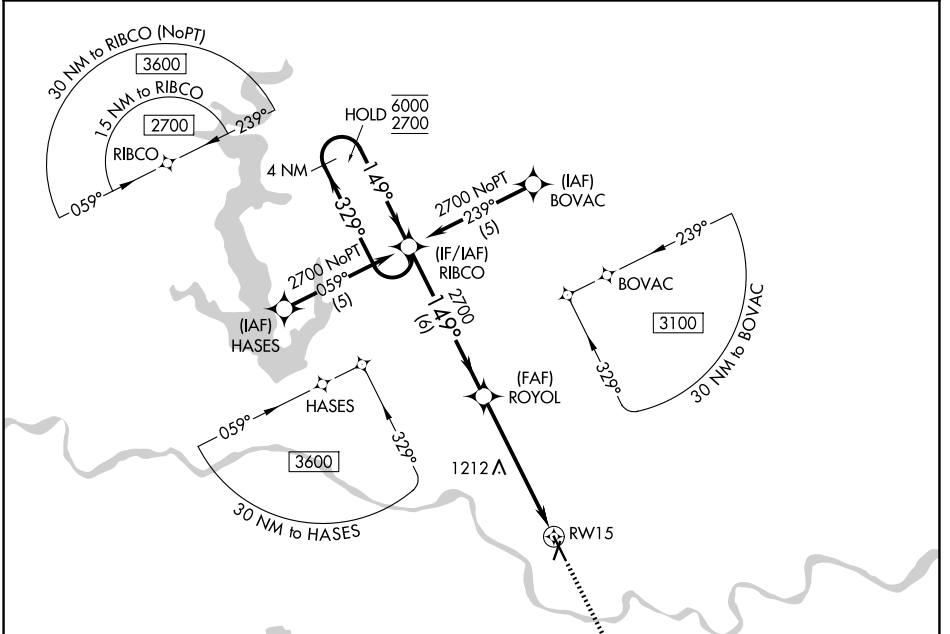 30 NM to RIBCO (NoPT)
3600
15 NM to RIBCO
2700
239°
RIBCO
059°
HOLD 6000
2700
4 NM
149°
329°
2700 NoPT
239°
(5)
(IAF)
BOVAC
(IF/IAF)
RIBCO
2700 NoPT
059°
(5)
(IAF)
HASES
2700
149°
(6)
239°
BOVAC
3100
329°
30 NM to BOVAC
(FAF)
ROYOL
HASES
059°
329°
3600
30 NM to HASES
1212
RW15